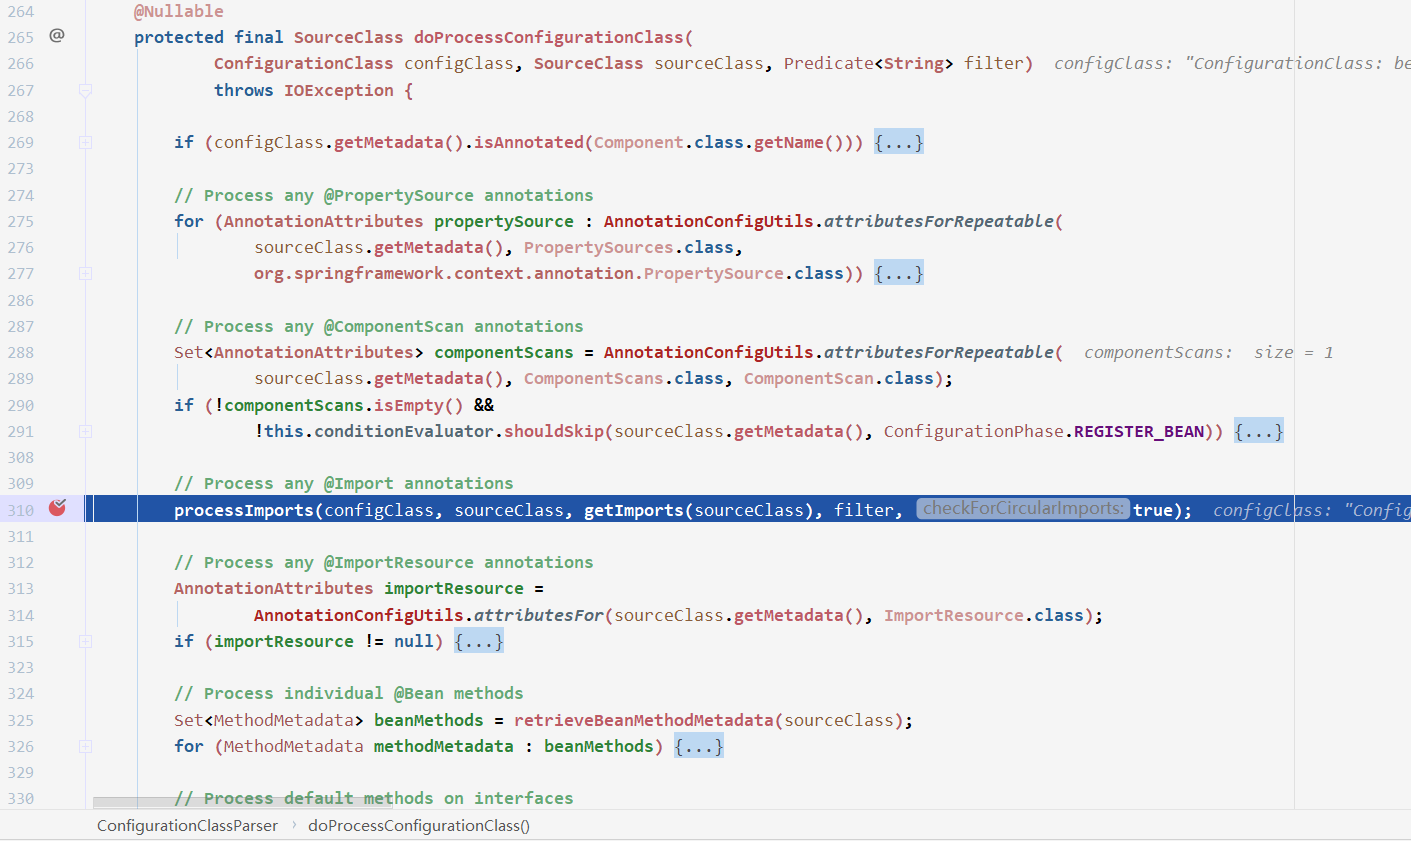 264 @Nullable
265 @ protected final SourceClass doProcessConfigurationClass(
266 ConfigurationClass configClass, SourceClass sourceClass, Predicate<String> filter) configClass: "ConfigurationClass: be
267 throws IOException {
268
269 if (configClass.getMetadata().isAnnotated(Component.class.getName())) {...}
273
274 // Process any @PropertySource annotations
275 for (AnnotationAttributes propertySource : AnnotationConfigUtils.attributesForRepeatable(
276 sourceClass.getMetadata(), PropertySources.class,
277 org.springframework.context.annotation.PropertySource.class)) {...}
286
287 // Process any @ComponentScan annotations
288 Set<AnnotationAttributes> componentScans = AnnotationConfigUtils.attributesForRepeatable( componentScans: size = 1
289 sourceClass.getMetadata(), ComponentScans.class, ComponentScan.class);
290 if (!componentScans.isEmpty() &&
291 !this.conditionEvaluator.shouldSkip(sourceClass.getMetadata(), ConfigurationPhase.REGISTER_BEAN)) {...}
308
309 // Process any @Import annotations
310 processImports(configClass, sourceClass, getImports(sourceClass), filter, checkForCircularImports: true); configClass: "Config
311
312 // Process any @ImportResource annotations
313 AnnotationAttributes importResource =
314 AnnotationConfigUtils.attributesFor(sourceClass.getMetadata(), ImportResource.class);
315 if (importResource != null) {...}
323
324 // Process individual @Bean methods
325 Set<MethodMetadata> beanMethods = retrieveBeanMethodMetadata(sourceClass);
326 for (MethodMetadata methodMetadata : beanMethods) {...}
329
330 // Process default methods on interfaces
ConfigurationClassParser › doProcessConfigurationClass()